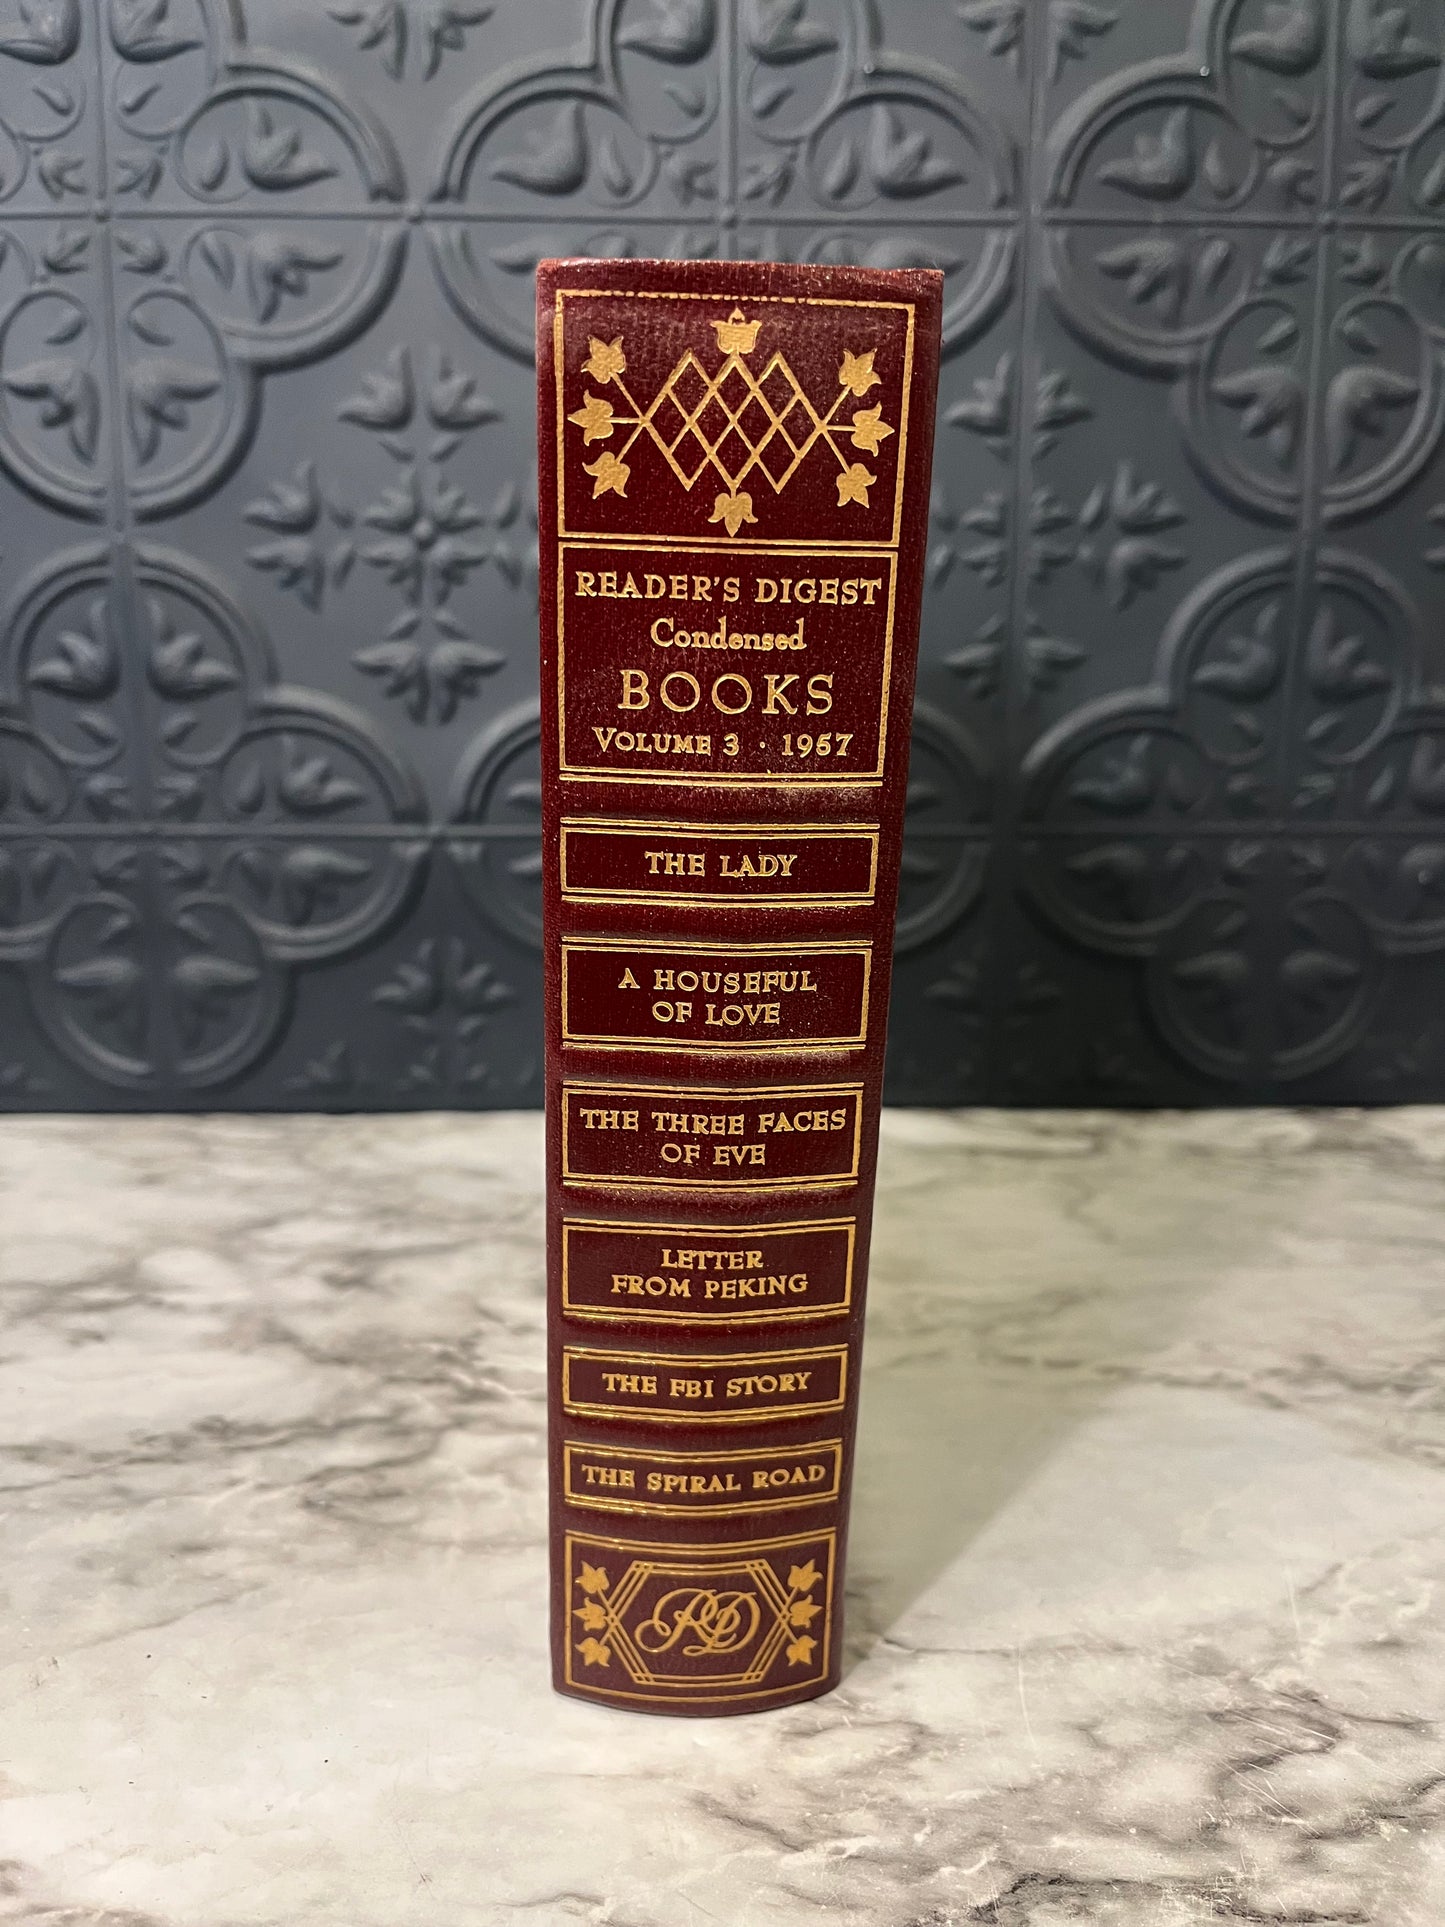 READER'S DIGEST
Condensed
BOOKS
VOLUME 3 · 1957
THE LADY
A HOUSEFUL
OF LOVE
THE THREE FACES
OF EVE
LETTER
FROM PEKING
THE FBI STORY
THE SPIRAL ROAD
RD